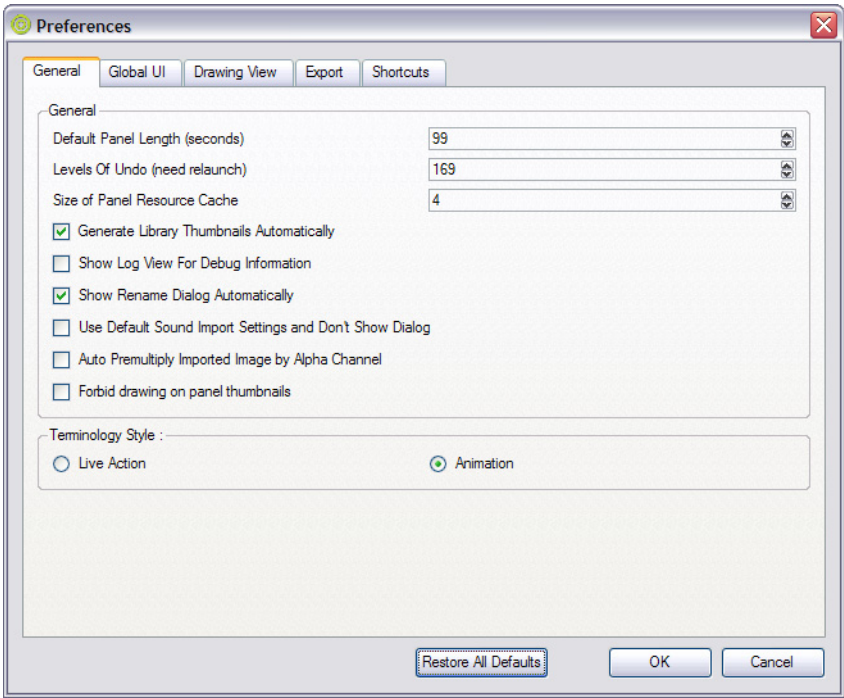 Preferences
General Global UI Drawing View Export Shortcuts
General
Default Panel Length (seconds) 99
Levels Of Undo (need relaunch) 169
Size of Panel Resource Cache 4
Generate Library Thumbnails Automatically
Show Log View For Debug Information
Show Rename Dialog Automatically
Use Default Sound Import Settings and Don't Show Dialog
Auto Premultiply Imported Image by Alpha Channel
Forbid drawing on panel thumbnails
Terminology Style :
Live Action Animation
Restore All Defaults OK Cancel